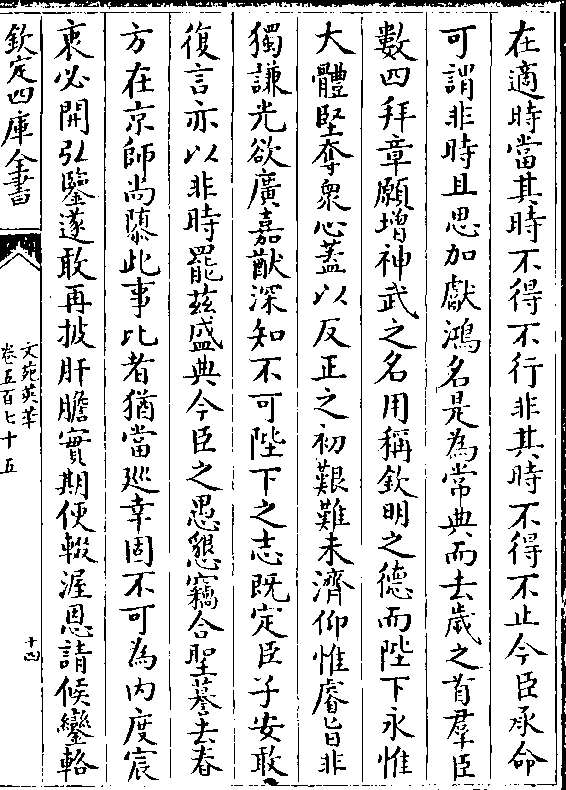 在適時當其時不得不行非其時不得不止今臣承命
可謂非時且思加獻鴻名是為常典而去歲之首羣臣
數四拜章願增神武之名用稱欽明之德而陛下永惟
大體堅奪衆心蓋以反正之初艱難未濟仰惟睿旨非
獨謙光欲廣嘉猷深知不可陛下之志既定臣子安敢
復言亦以非時罷茲盛典今臣之愚懇竊合聖謩去春
方在京師尚隳此事比者猶當廵幸固不可為内度宸
衷必開弘鑒遂敢再披肝膽實期便輟渥恩請候鑾輅
欽定四庫全書
文苑英華
卷五百七十五
十四